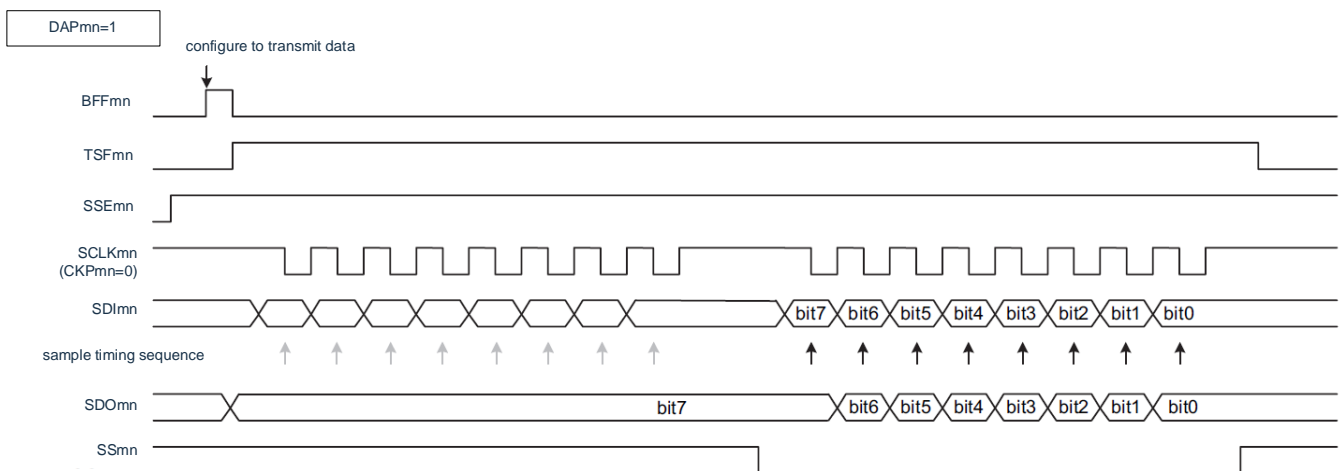 DAPmn=1
configure to transmit data
BFFmn
TSFmn
SSEmn
SCLKmn
(CKPmn=0)
SDImn
bit7 bit6 bit5 bit4 bit3 bit2 bit1 bit0
sample timing sequence
SDOmn
bit7 bit6 bit5 bit4 bit3 bit2 bit1 bit0
SSmn